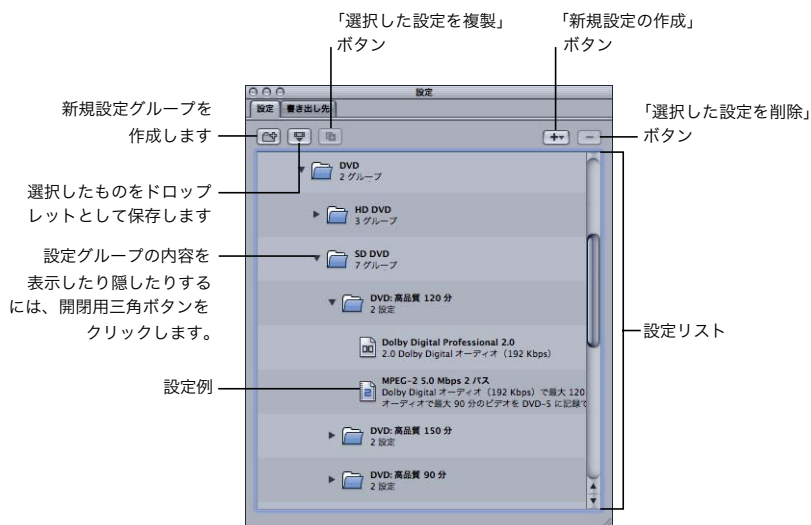 「選択した設定を複製」
ボタン
「新規設定の作成」
ボタン
新規設定グループを
作成します
「選択した設定を削除」
ボタン
選択したものをドロップ
レットとして保存します
設定グループの内容を
表示したり隠したりする
には、開閉用三角ボタンを
クリックします。
設定例
設定リスト
設定
設定
書き出し先
DVD
2 グループ
HD DVD
3 グループ
SD DVD
7 グループ
DVD: 高品質 120 分
2 設定
Dolby Digital Professional 2.0
2.0 Dolby Digital オーディオ（192 Kbps）
MPEG-2 5.0 Mbps 2 パス
Dolby Digital オーディオ（192 Kbps）で最大 120
オーディオで最大 90 分のビデオを DVD-5 に記録で
DVD: 高品質 150 分
2 設定
DVD: 高品質 90 分
2 設定